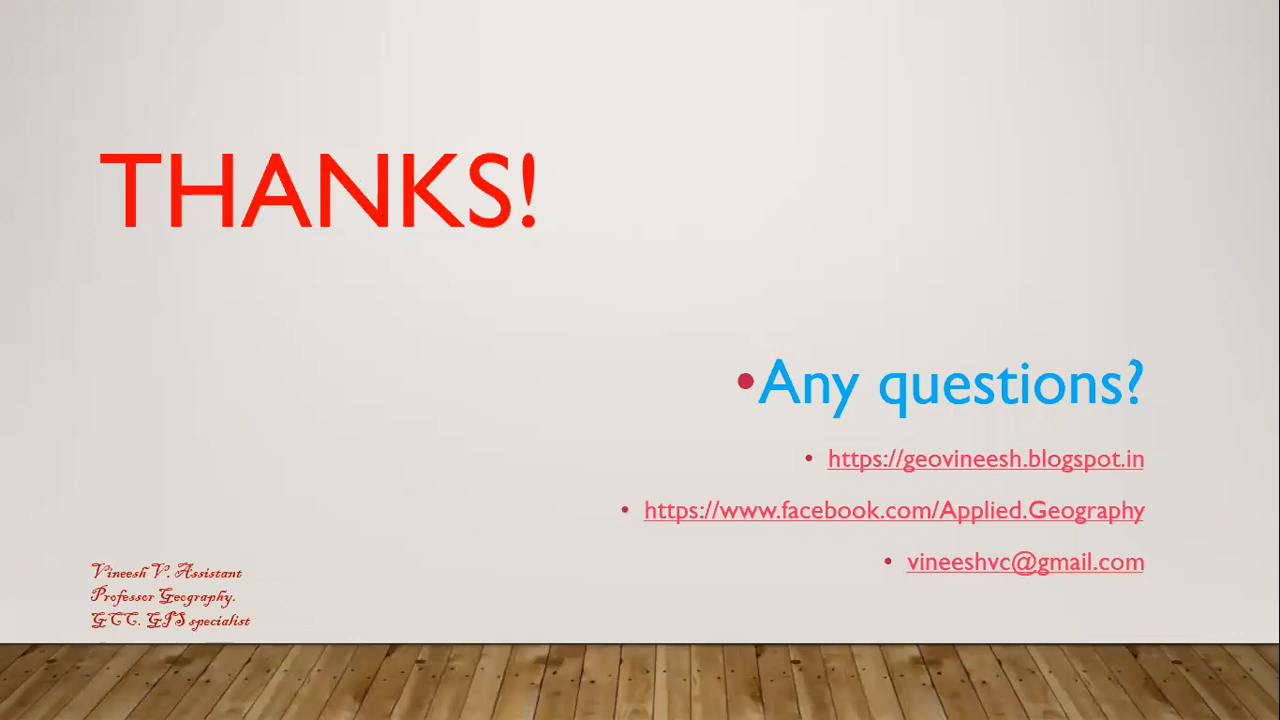 THANKS!
•Any questions?
• https://geovineesh.blogspot.in
• https://www.facebook.com/Applied.Geography
• vineeshvc@gmail.com
Vineesh V. Assistant
Professor Geography.
GCC. GIS specialist